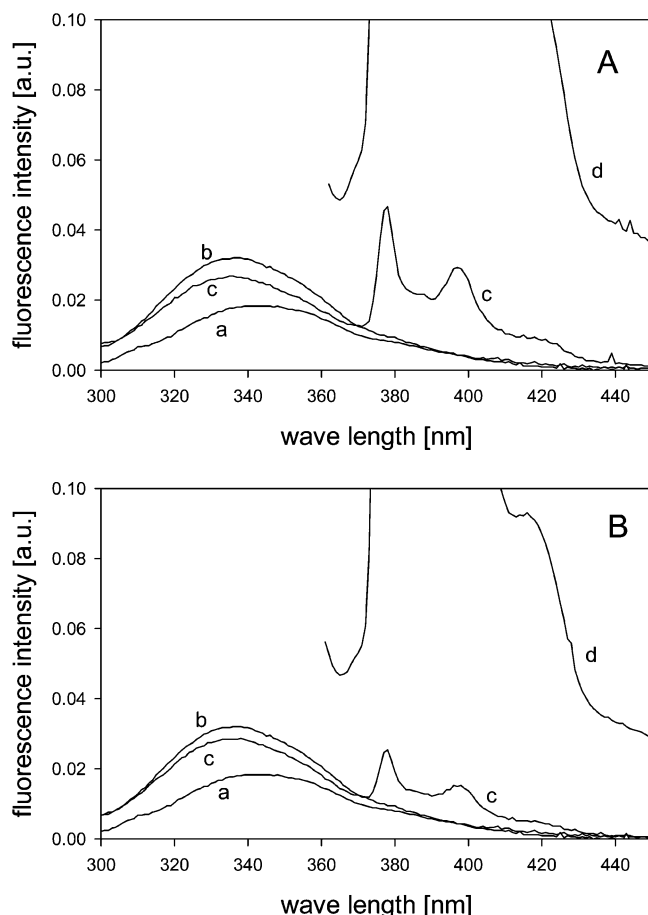 0.10
A
0.08
0.06
d
0.04
b
c
c
0.02
a
0.00
300 320 340 360 380 400 420 440
fluorescence intensity [a.u.]
wave length [nm]
0.10
B
0.08
0.06
d
0.04
b
c
c
0.02
a
0.00
300 320 340 360 380 400 420 440
fluorescence intensity [a.u.]
wave length [nm]